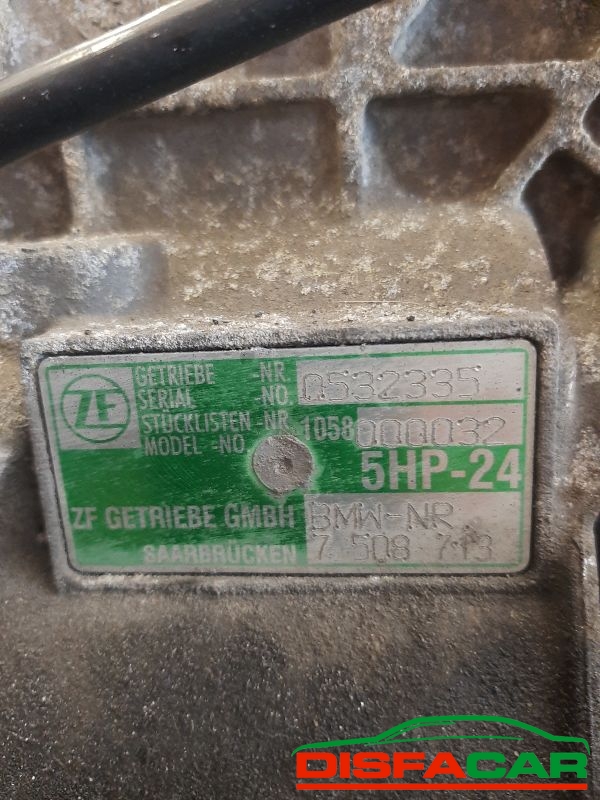 ZF
GETRIEBE -NR.
SERIAL -NO. 0532335
STÜCKLISTEN-NR.
MODEL -NO 1058 000032
5HP-24
ZF GETRIEBE GMBH BMW-NR
SAARBRÜCKEN 7 508 713
DISFACAR